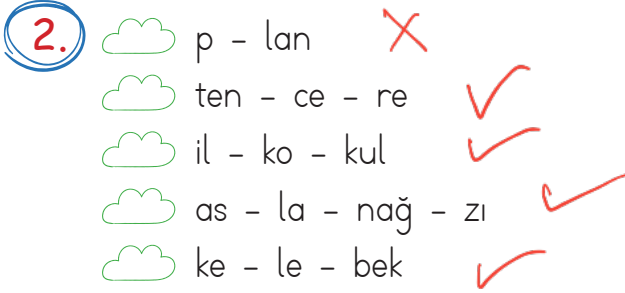 2.
p - lan
ten - ce - re
il - ko - kul
as - la - nağ - zı
ke - le - bek